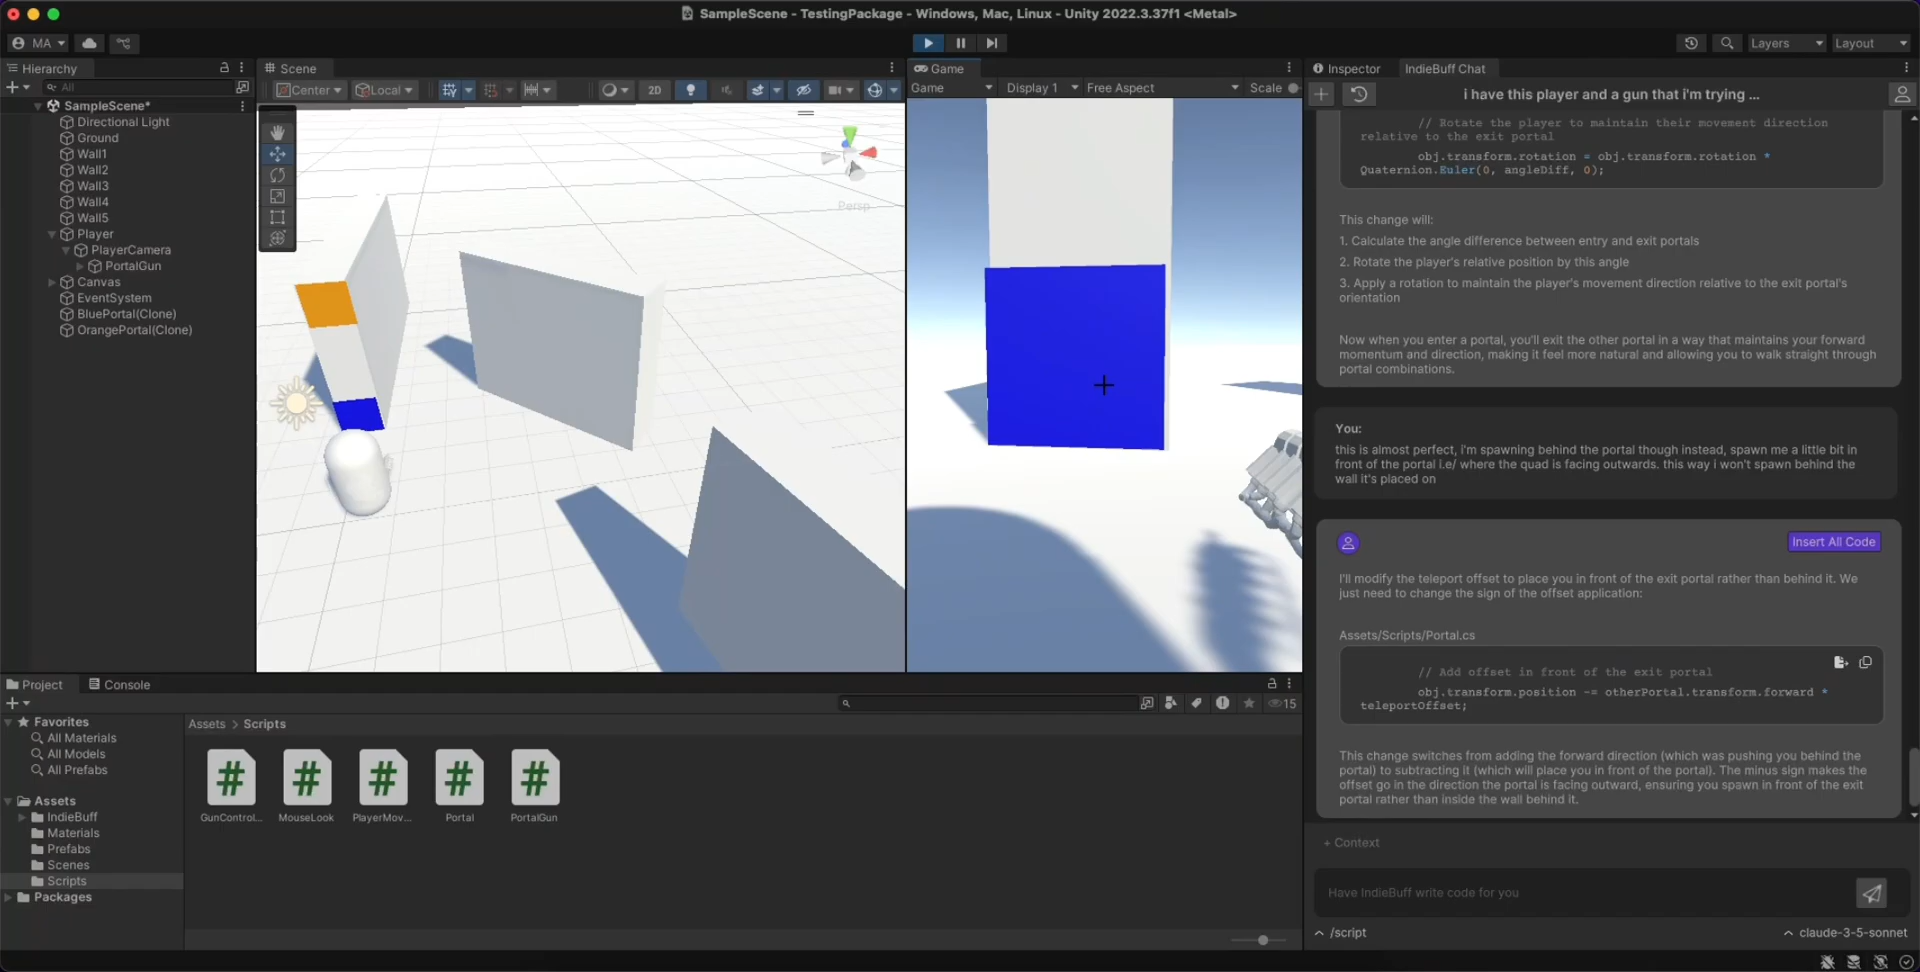 SampleScene - TestingPackage - Windows, Mac, Linux - Unity 2022.3.37f1 <Metal>
MA
Layers
Layout
Hierarchy
All
SampleScene*
Directional Light
Ground
Wall1
Wall2
Wall3
Wall4
Wall5
Player
PlayerCamera
PortalGun
Canvas
EventSystem
BluePortal(Clone)
OrangePortal(Clone)
Scene
Center
Local
2D
Persp
Game
Game
Display 1
Free Aspect
Scale
Inspector
IndieBuff Chat
i have this player and a gun that i'm trying ...
// Rotate the player to maintain their movement direction
relative to the exit portal
obj.transform.rotation = obj.transform.rotation *
Quaternion.Euler(0, angleDiff, 0);
This change will:
1. Calculate the angle difference between entry and exit portals
2. Rotate the player's relative position by this angle
3. Apply a rotation to maintain the player's movement direction relative to the exit portal's
orientation
Now when you enter a portal, you'll exit the other portal in a way that maintains your forward
momentum and direction, making it feel more natural and allowing you to walk straight through
portal combinations.
You:
this is almost perfect, i'm spawning behind the portal though instead, spawn me a little bit in
front of the portal i.e/ where the quad is facing outwards. this way i won't spawn behind the
wall it's placed on
Insert All Code
I'll modify the teleport offset to place you in front of the exit portal rather than behind it. We
just need to change the sign of the offset application:
Assets/Scripts/Portal.cs
// Add offset in front of the exit portal
obj.transform.position -= otherPortal.transform.forward *
teleportOffset;
This change switches from adding the forward direction (which was pushing you behind the
portal) to subtracting it (which will place you in front of the portal). The minus sign makes the
offset go in the direction the portal is facing outward, ensuring you spawn in front of the exit
portal rather than inside the wall behind it.
+ Context
Have IndieBuff write code for you
/script
claude-3-5-sonnet
Project
Console
15
Favorites
All Materials
All Models
All Prefabs
Assets
IndieBuff
Materials
Prefabs
Scenes
Scripts
Packages
Assets > Scripts
GunControl...
MouseLook
PlayerMov...
Portal
PortalGun